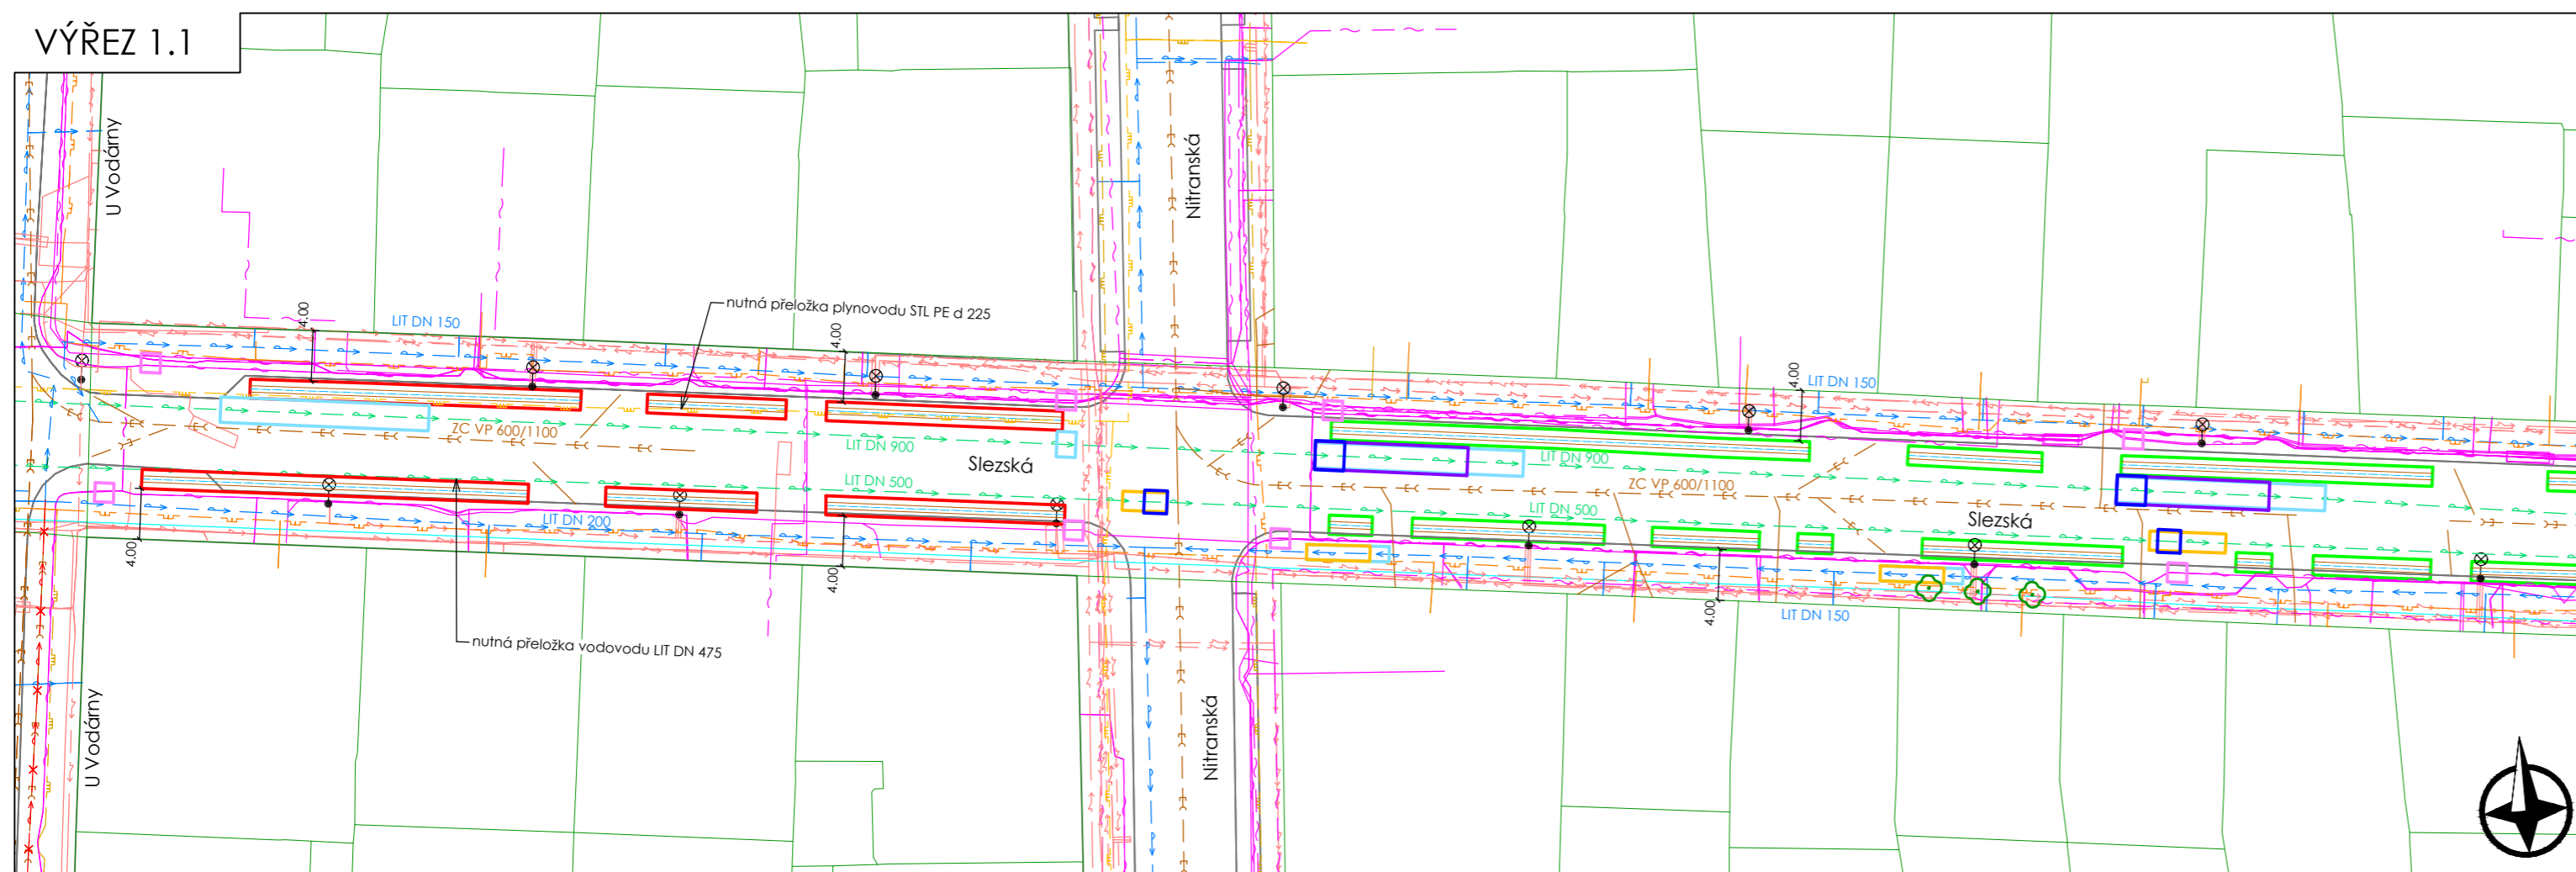 VÝŘEZ 1.1
U Vodárny
Nitranská
4.00
LIT DN 150
nutná přeložka plynovodu STL PE d 225
4.00
4.00
LIT DN 150
ZC VP 600/1100
LIT DN 900
Slezská
LIT DN 900
LIT DN 500
ZC VP 600/1100
LIT DN 200
LIT DN 500
Slezská
4.00
4.00
4.00
LIT DN 150
nutná přeložka vodovodu LIT DN 475
U Vodárny
Nitranská